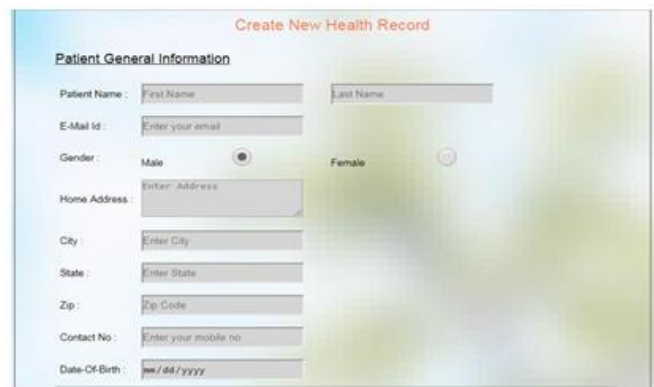 Create New Health Record
Patient General Information
Patient Name : First Name Last Name
E-Mail Id : Enter your email
Gender : Male Female
Home Address : Enter Address
City : Enter City
State : Enter State
Zip : Zip Code
Contact No : Enter your mobile no
Date-Of-Birth : mm/dd/yyyy